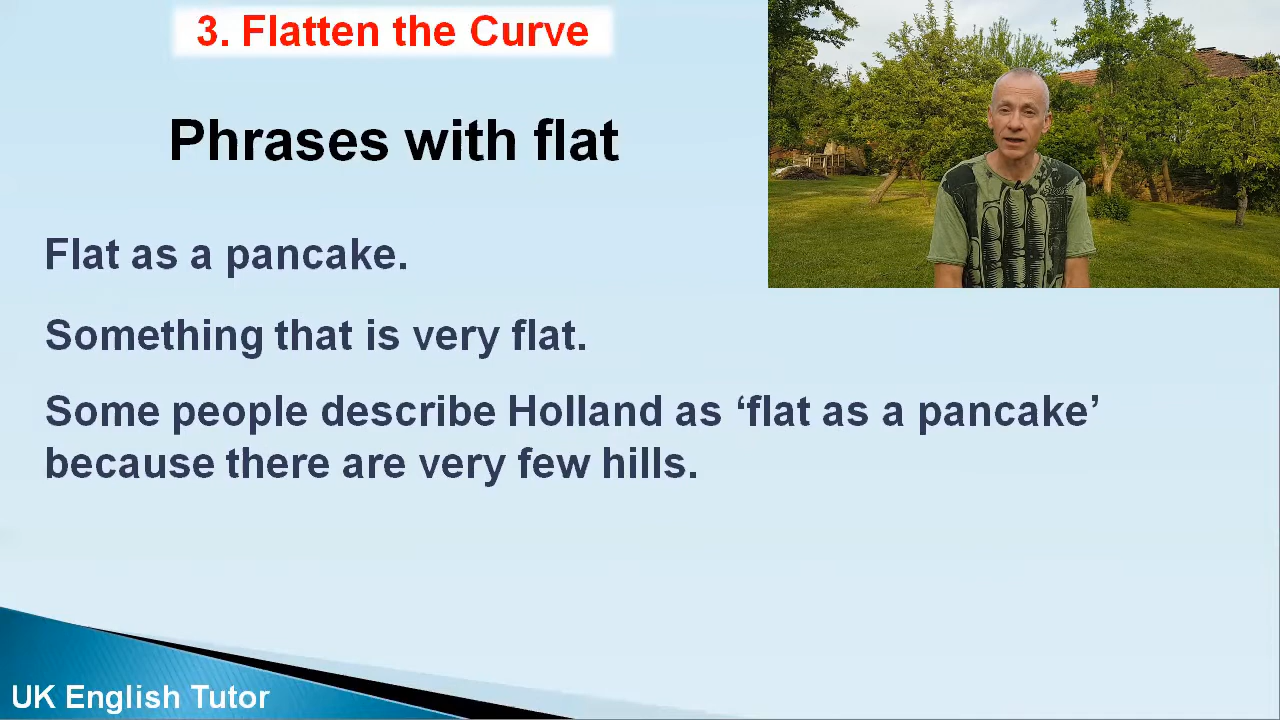 3. Flatten the Curve
Phrases with flat
Flat as a pancake.
Something that is very flat.
Some people describe Holland as ‘flat as a pancake’
because there are very few hills.
UK English Tutor